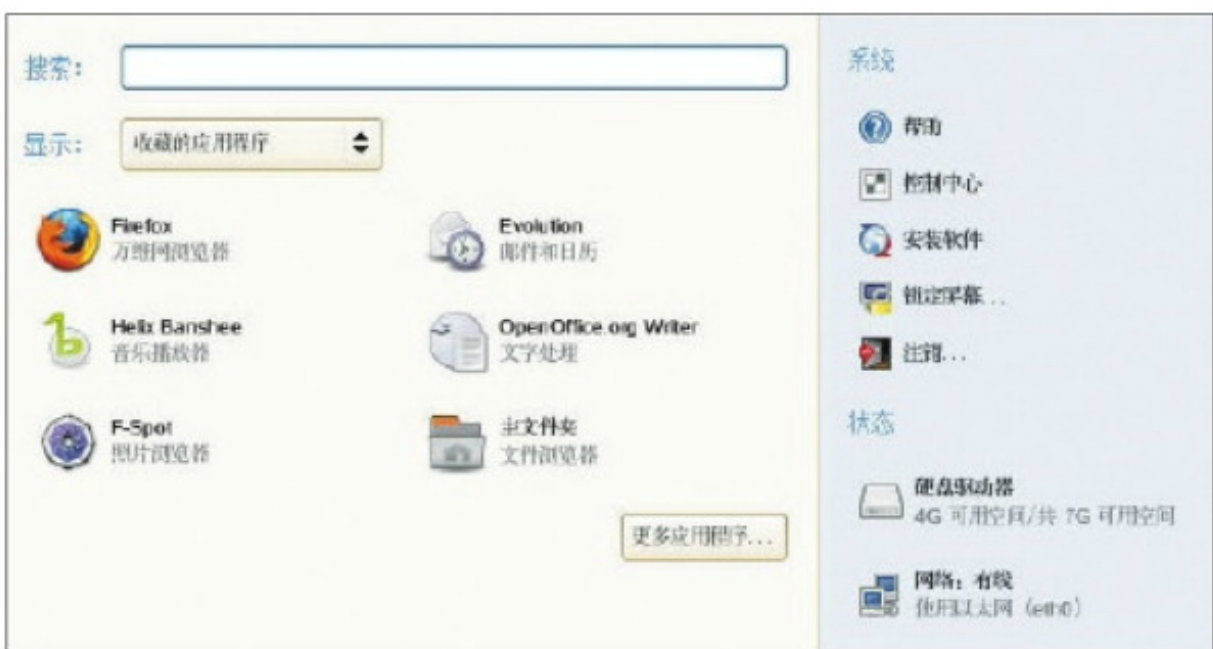 搜索：
显示：
收藏的应用程序
Firefox
万维网浏览器
Evolution
邮件和日历
Helix Banshee
音乐播放器
OpenOffice.org Writer
文字处理
F-Spot
照片浏览器
主文件夹
文件浏览器
更多应用程序...
系统
帮助
控制中心
安装软件
锁定屏幕...
注销...
状态
硬盘驱动器
4G 可用空间/共 7G 可用空间
网络：有线
使用以太网 (eth0)